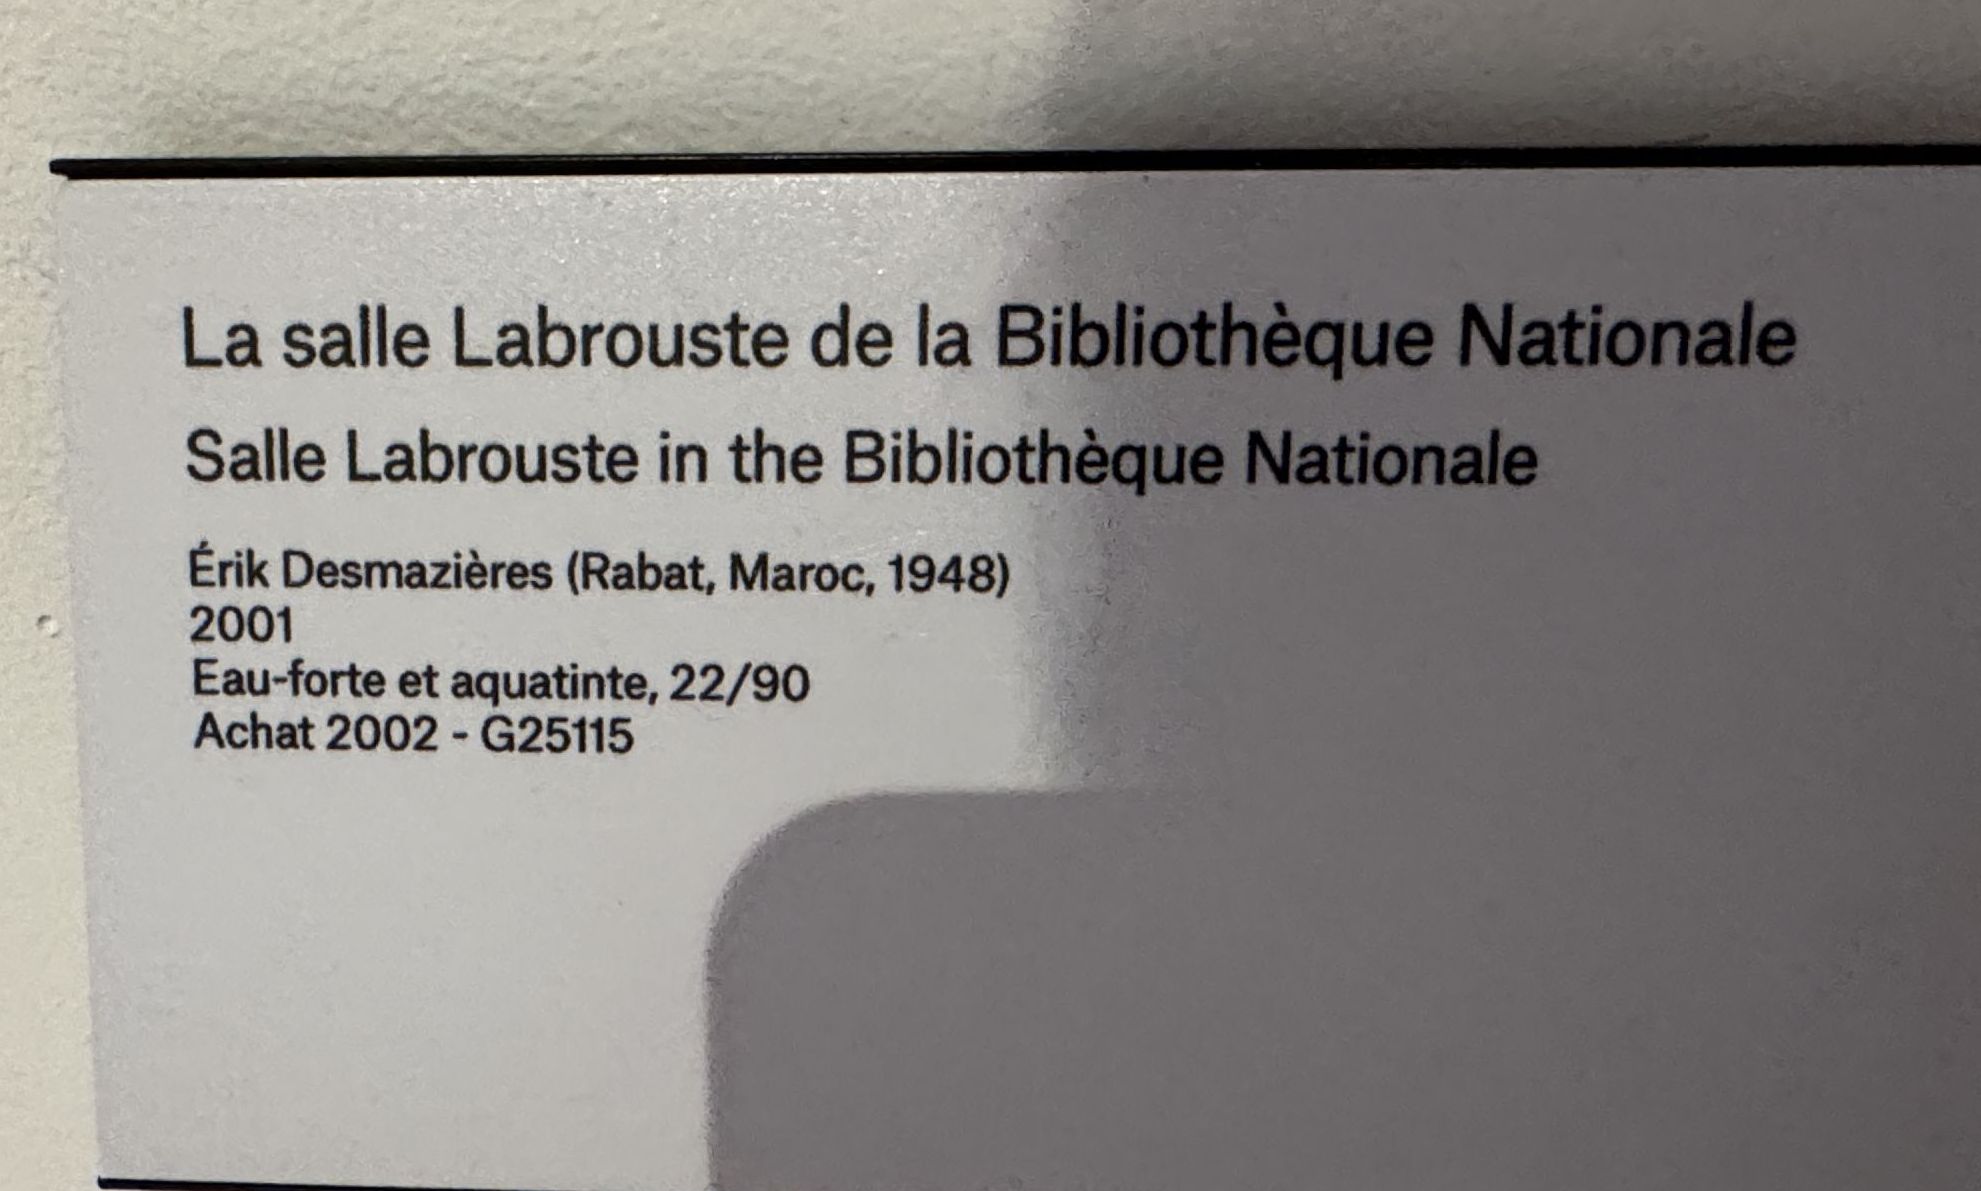 La salle Labrouste de la Bibliothèque Nationale
Salle Labrouste in the Bibliothèque Nationale
Érik Desmazières (Rabat, Maroc, 1948)
2001
Eau-forte et aquatinte, 22/90
Achat 2002 - G25115